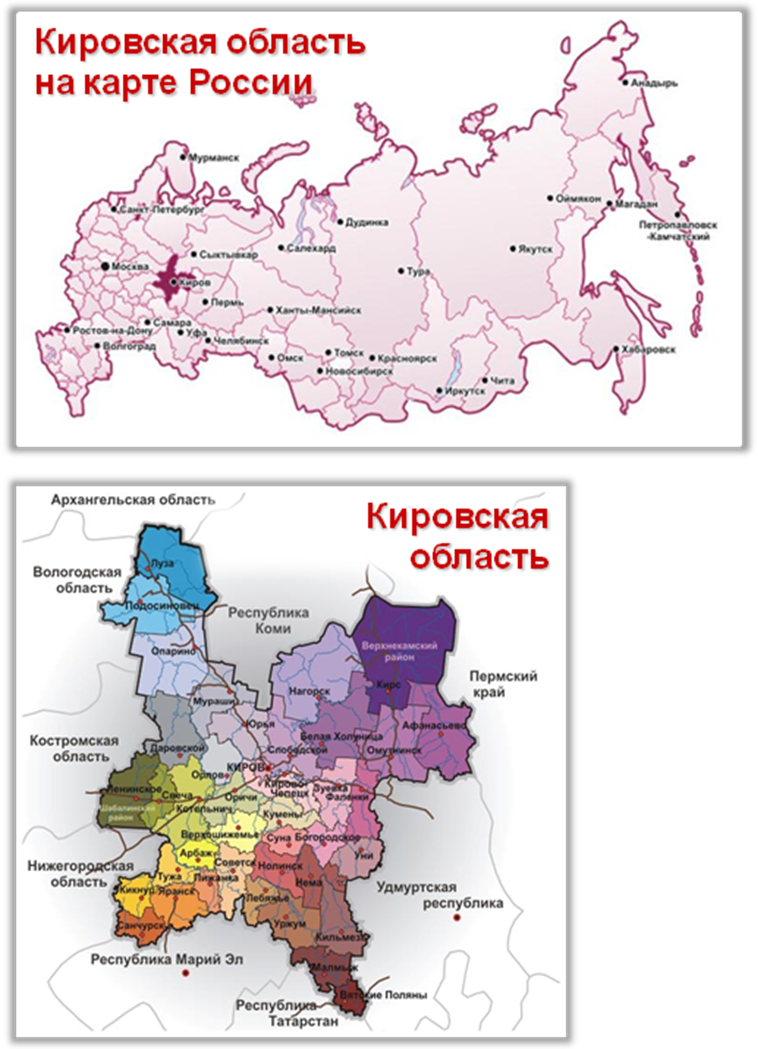 Кировская область
на карте России
Анадырь
Мурманск
Оймякон
Магадан
Санкт-Петербург
Дудинка
Петропавловск
-Камчатский
Салехард
Якутск
Сыктывкар
Москва
Тура
Киров
Пермь
Ханты-Мансийск
Самара
Ростов-на-Дону
Уфа
Челябинск
Волгоград
Хабаровск
Томск
Омск
Красноярск
Новосибирск
Чита
Иркутск
Архангельская область
Кировская
область
Луза
Вологодская
область
Подосиновец
Республика
Коми
Верхнекамский
район
Опарино
Пермский
край
Кирс
Нагорск
Мураши
Юрья
Афанасьево
Белая Холуница
Костромская
область
Даровской
Слободской
Омутнинск
КИРОВ
Орлов
Кирово-
Чепецк
Зуевка
Фаленки
Ленинское
Свеча
Оричи
Шабалинский
район
Котельнич
Кумены
Верхошижемье
Суна
Богородское
Арбаж
Уни
Нижегородская
область
Советск
Нолинск
Тужа
Пижанка
Нема
Удмуртская
республика
Кикнур
Яранск
Лебяжье
Санчурск
Уржум
Кильмезь
Республика Марий Эл
Малмыж
Вятские Поляны
Республика
Татарстан